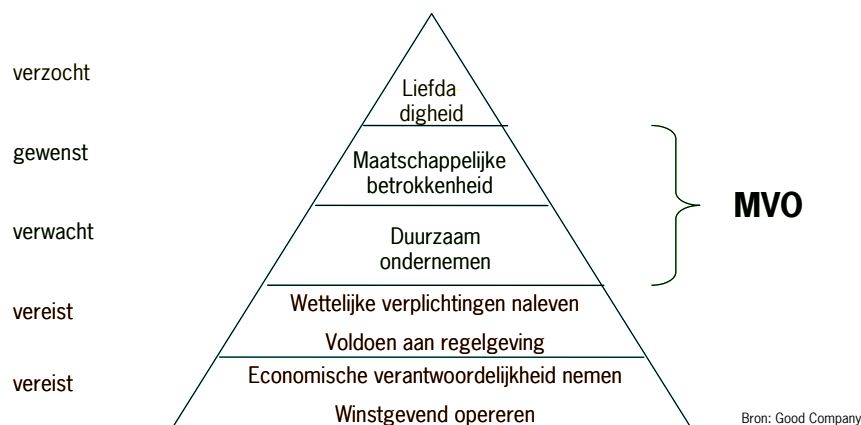 verzocht
Liefda
digheid
gewenst
Maatschappelijke
betrokkenheid
MVO
verwacht
Duurzaam
ondernemen
vereist
Wettelijke verplichtingen naleven
Voldoen aan regelgeving
vereist
Economische verantwoordelijkheid nemen
Winstgevend opereren
Bron: Good Company